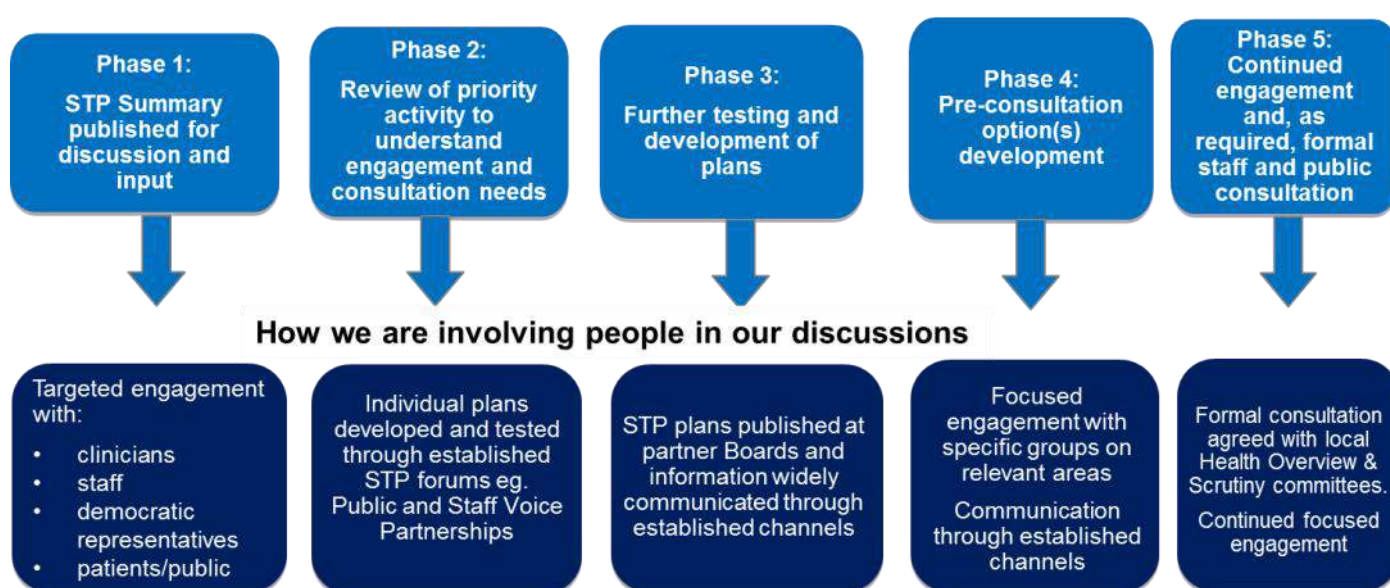 Phase 1:
STP Summary
published for
discussion and
input
Phase 2:
Review of priority
activity to
understand
engagement and
consultation needs
Phase 3:
Further testing and
development of
plans
Phase 4:
Pre-consultation
option(s)
development
Phase 5:
Continued
engagement
and, as
required, formal
staff and public
consultation
How we are involving people in our discussions
Targeted engagement
with:
• clinicians
• staff
• democratic
representatives
• patients/public
Individual plans
developed and tested
through established
STP forums eg.
Public and Staff Voice
Partnerships
STP plans published at
partner Boards and
information widely
communicated through
established channels
Focused
engagement with
specific groups on
relevant areas
Communication
through established
channels
Formal consultation
agreed with local
Health Overview &
Scrutiny committees.
Continued focused
engagement